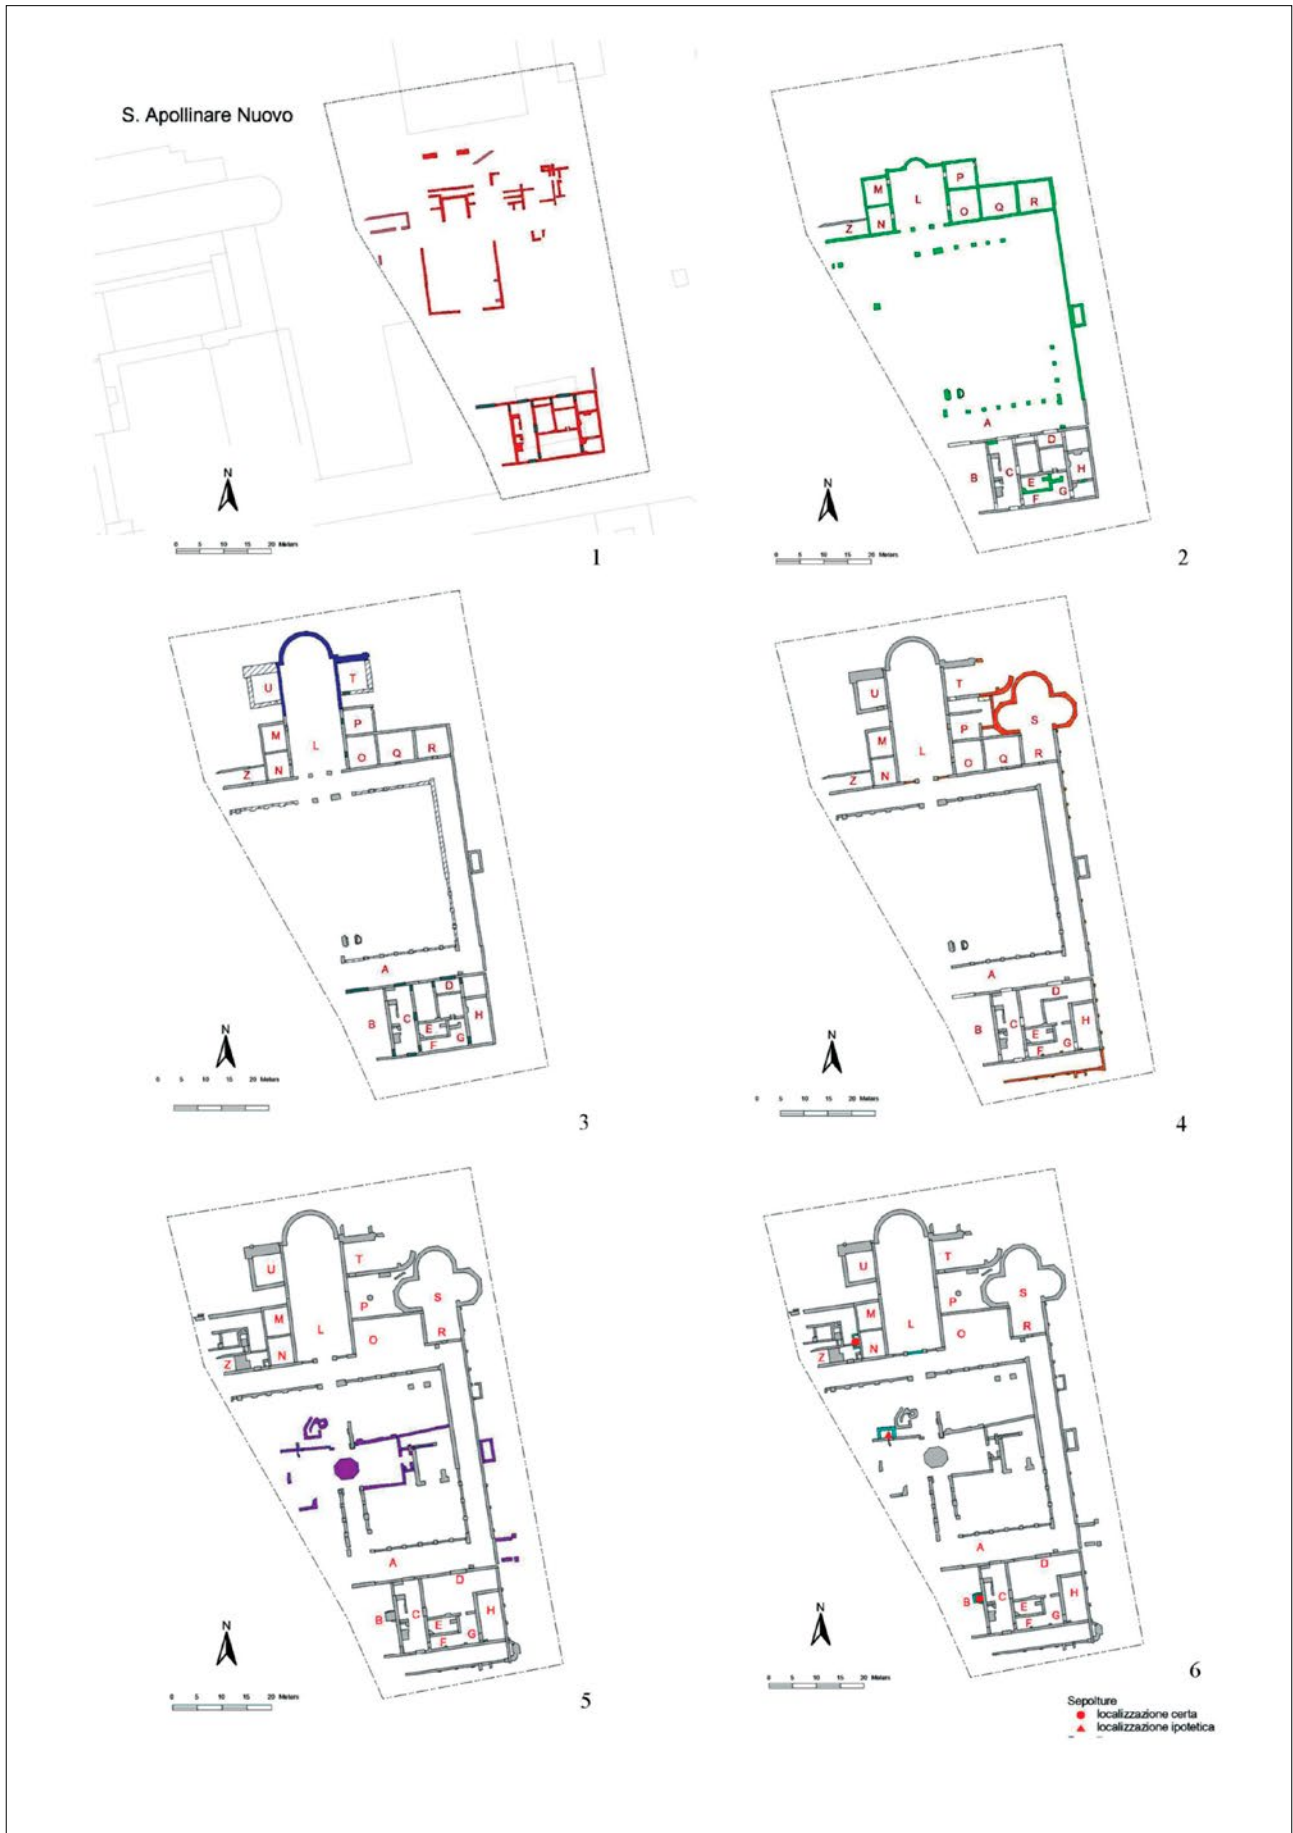 S. Apollinare Nuovo
N
0 5 10 15 20 Meters
1
P
M
L
O Q R
Z N
D
A
D
B C H
E
F G
N
0 5 10 15 20 Meters
2
U T
M P
L
Z N O Q R
D
A
D
B C E H
F G
N
0 5 10 15 20 Meters
3
U T
S
M P
L
Z N O Q R
D
A
D
B C E H
F G
N
0 5 10 15 20 Meters
4
U T
S
M P
L O R
Z N
A
D
B C H
E
F G
N
0 5 10 15 20 Meters
5
U T
S
M P
L O R
Z N
A
D
B C H
E
F G
N
0 5 10 15 20 Meters
6
Sepolture
localizzazione certa
localizzazione ipotetica